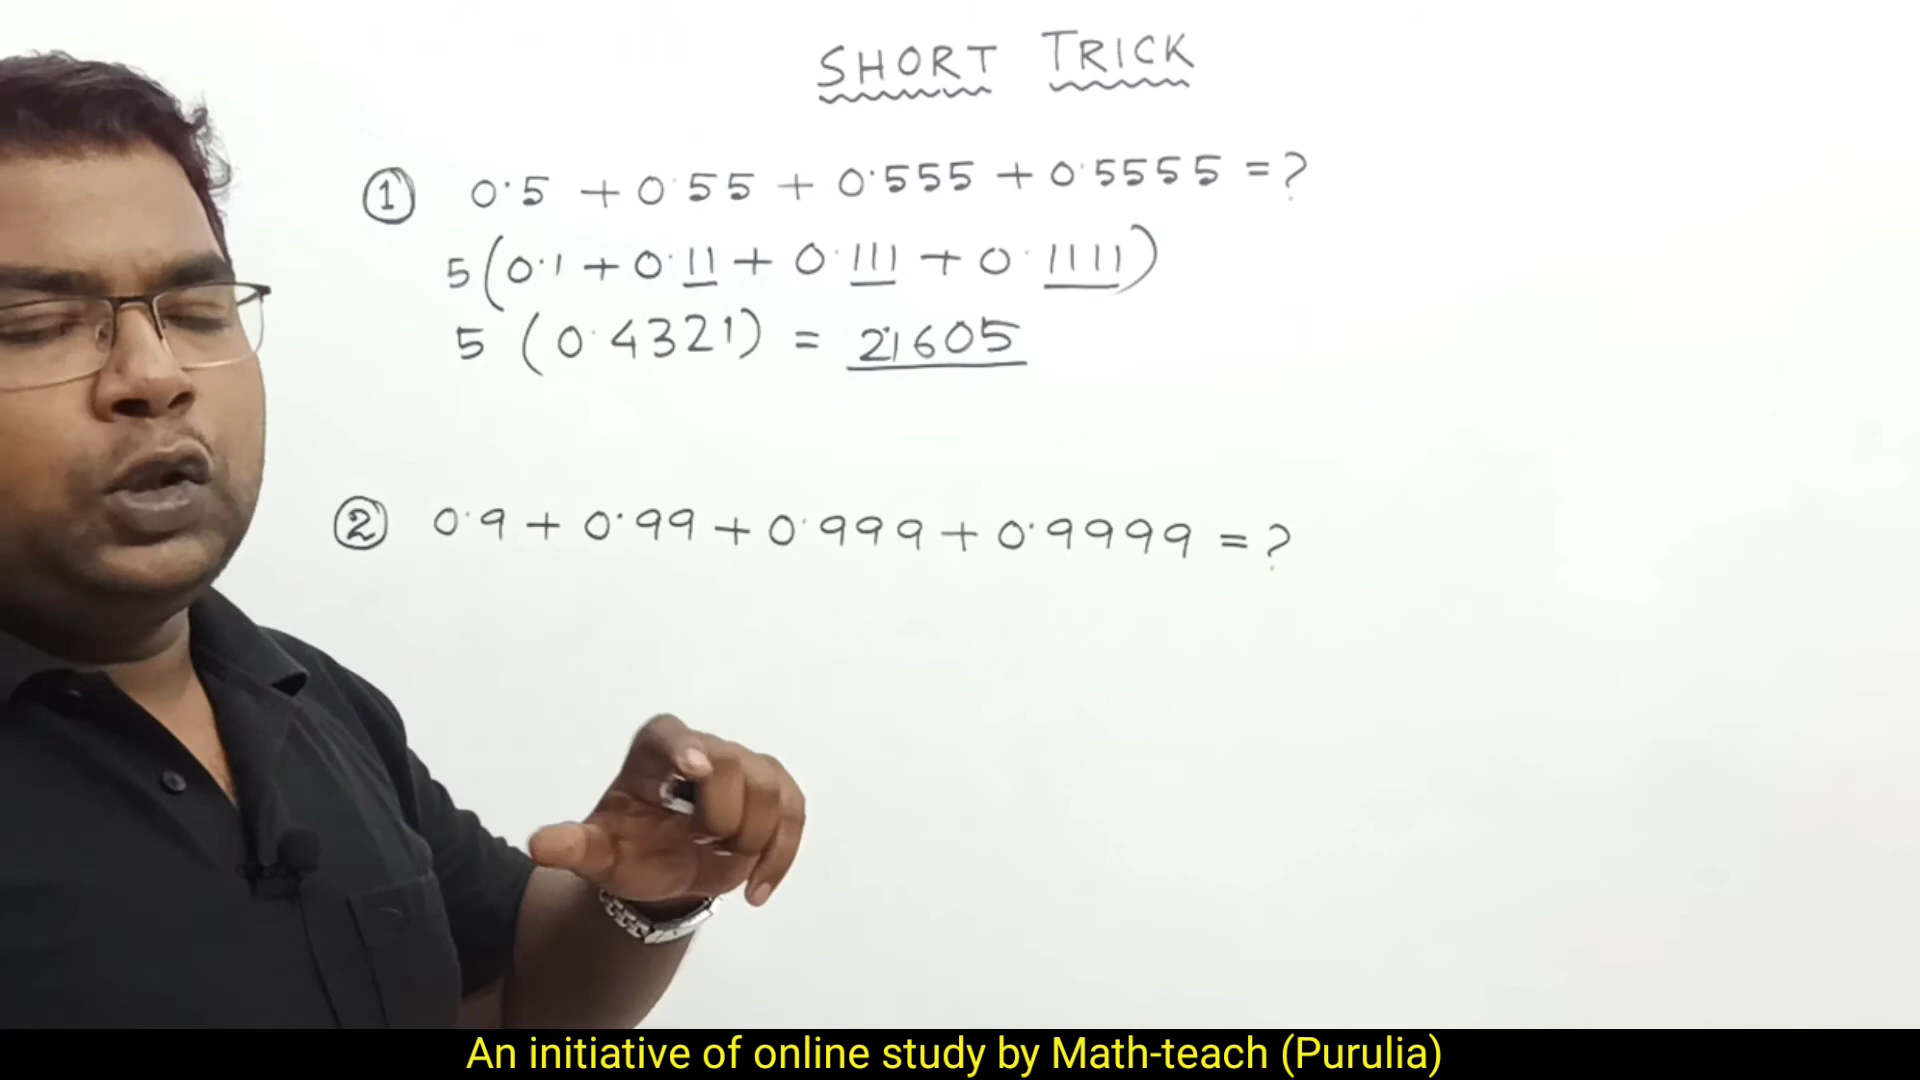 SHORT TRICK
① 0.5 + 0.55 + 0.555 + 0.5555 = ?
5(0.1 + 0.11 + 0.111 + 0.1111)
5 (0.4321) = 2.1605
② 0.9 + 0.99 + 0.999 + 0.9999 = ?
An initiative of online study by Math-teach (Purulia)